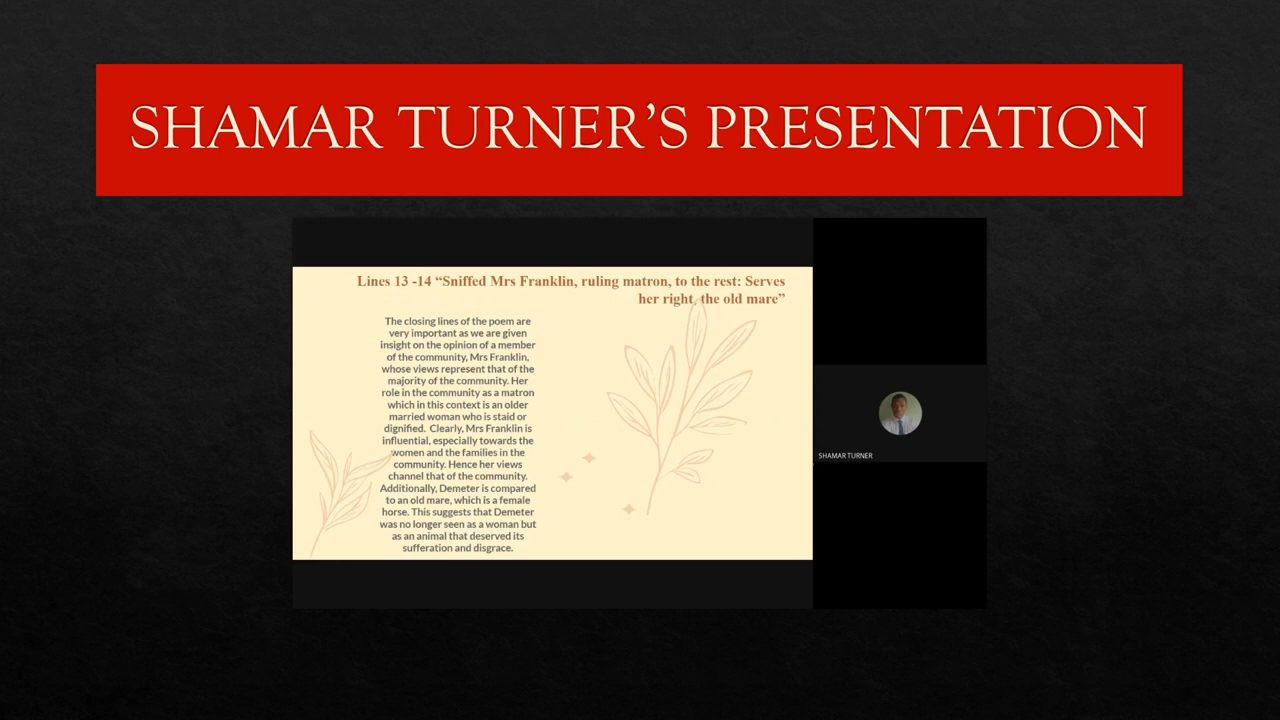 SHAMAR TURNER’S PRESENTATION
Lines 13 -14 “Sniffed Mrs Franklin, ruling matron, to the rest: Serves
her right, the old mare”
The closing lines of the poem are
very important as we are given
insight on the opinion of a member
of the community, Mrs Franklin,
whose views represent that of the
majority of the community. Her
role in the community as a matron
which in this context is an older
married woman who is staid or
dignified.  Clearly, Mrs Franklin is
influential, especially towards the
women and the families in the
community. Hence her views
channel that of the community.
Additionally, Demeter is compared
to an old mare, which is a female
horse. This suggests that Demeter
was no longer seen as a woman but
as an animal that deserved its
sufferation and disgrace.
SHAMAR TURNER